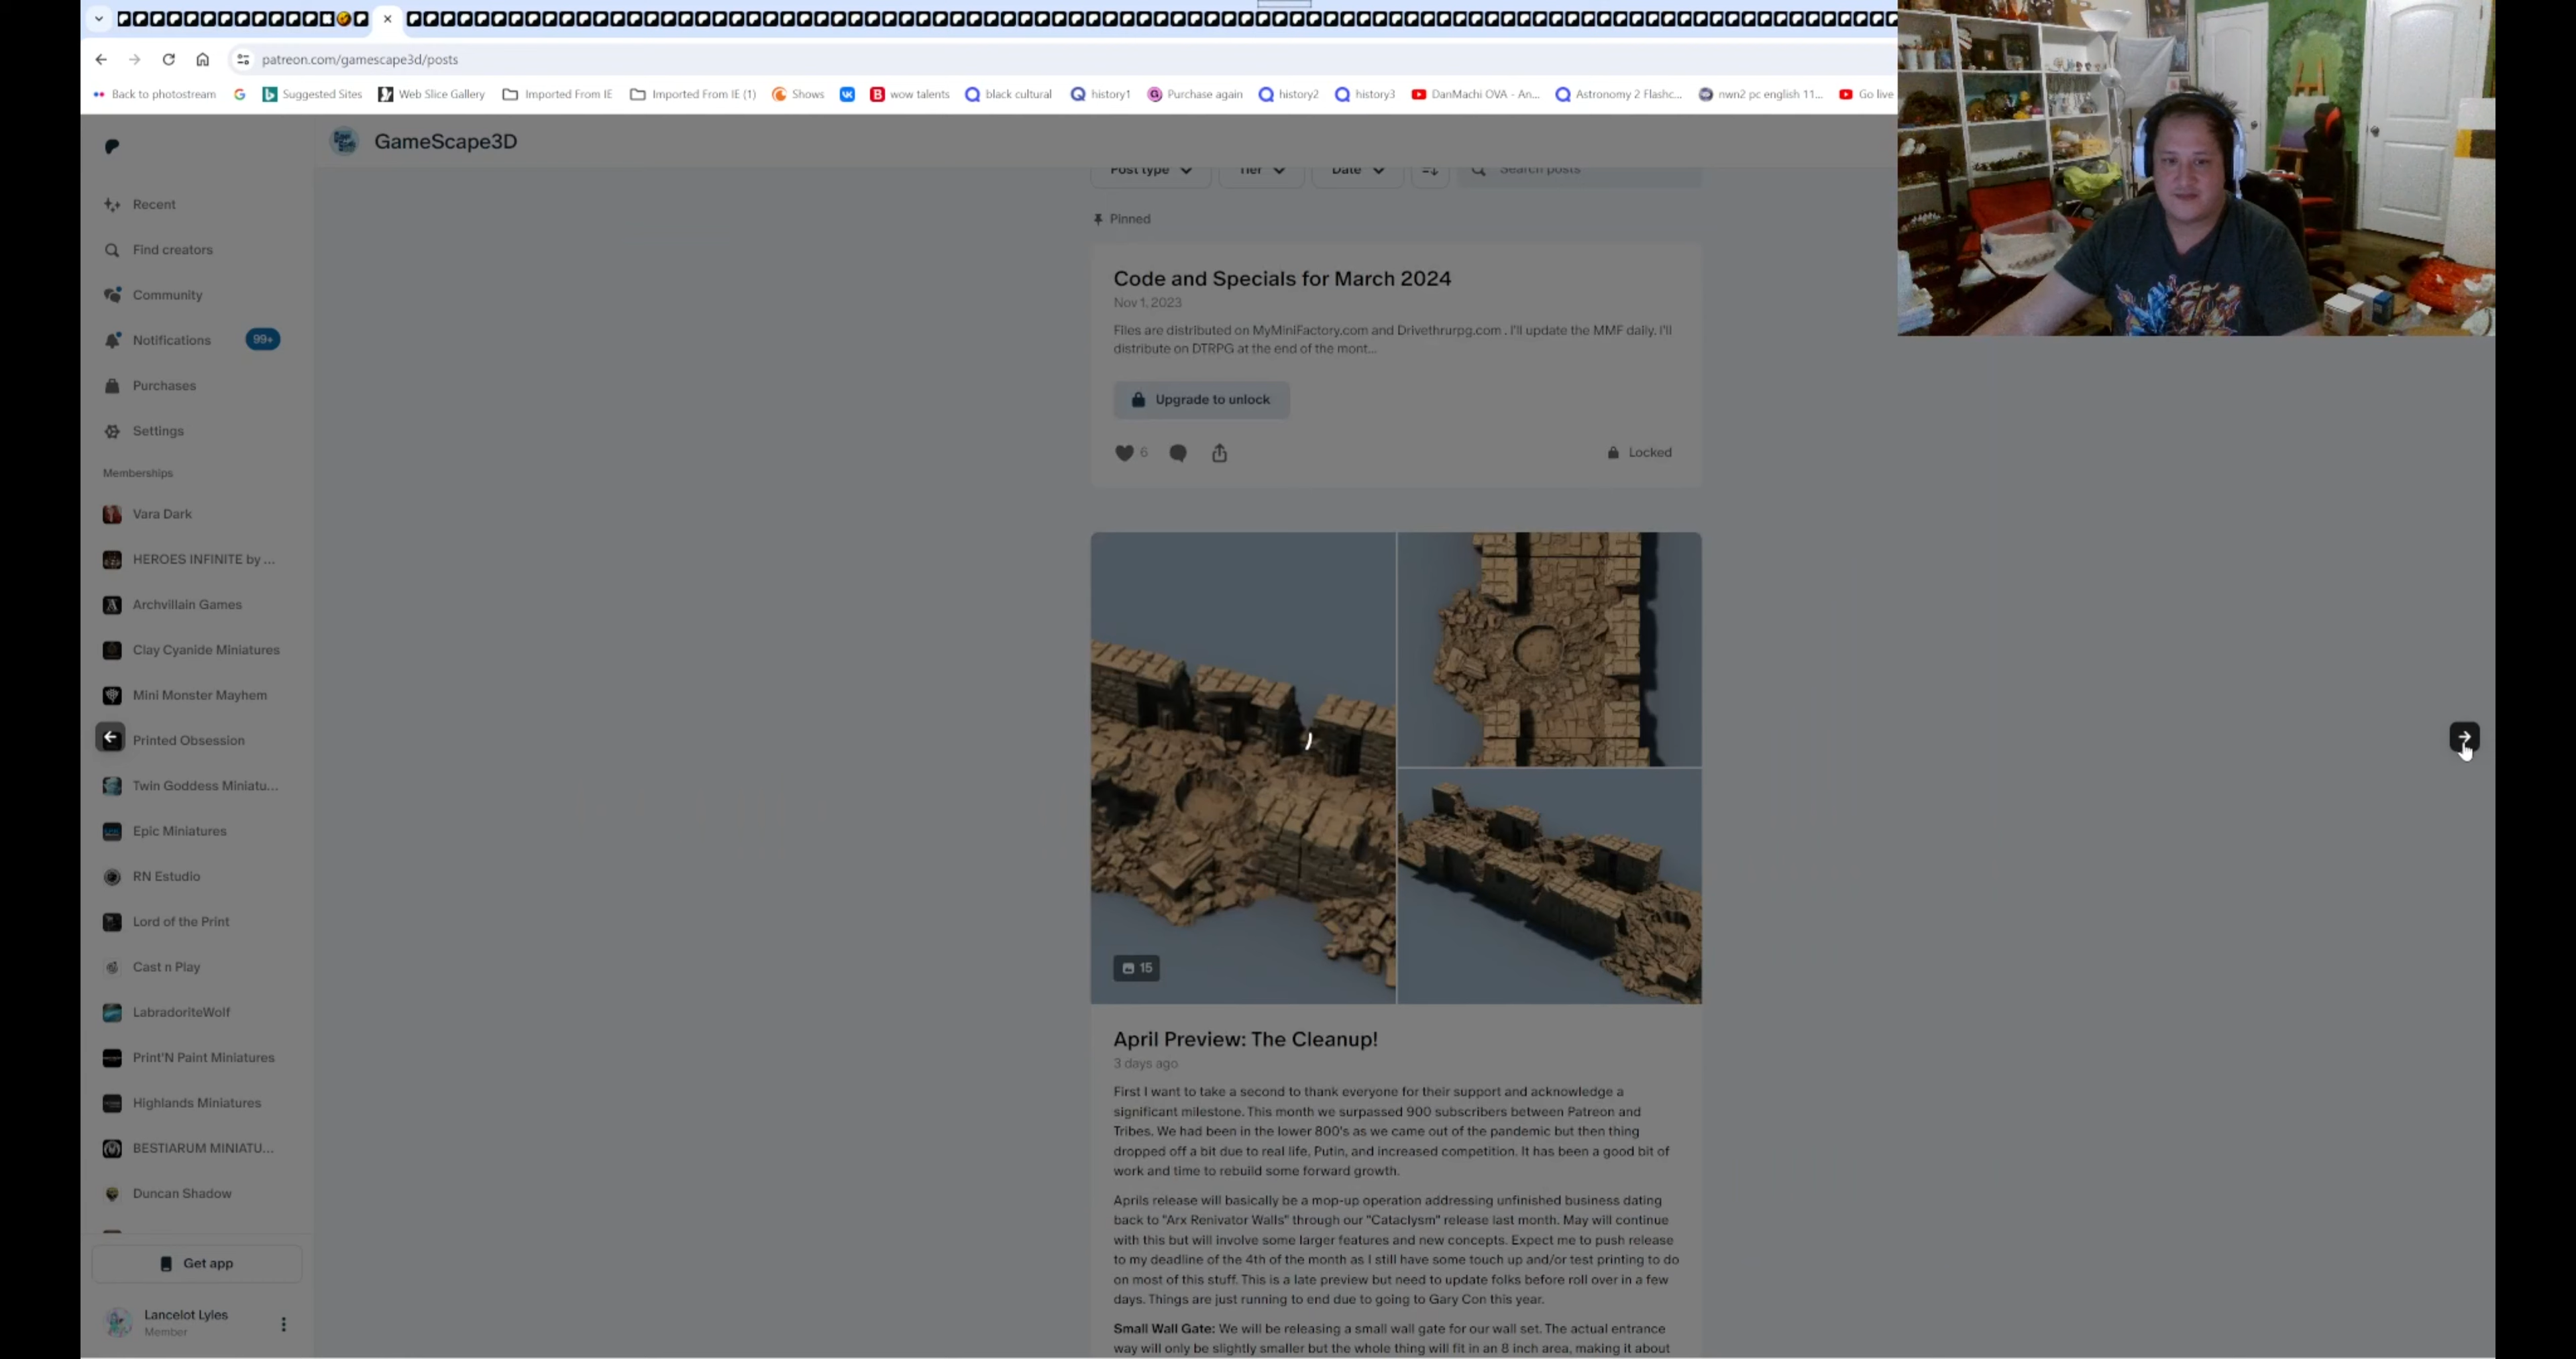 patreon.com/gamescape3d/posts
Back to photostream
Suggested Sites
Web Slice Gallery
Imported From IE
Imported From IE (1)
Shows
wow talents
black cultural
history1
Purchase again
history2
history3
DanMachi OVA - An...
Astronomy 2 Flashc...
nwn2 pc english 11...
Go live
GameScape3D
Recent
Find creators
Community
Notifications
99+
Purchases
Settings
Memberships
Vara Dark
HEROES INFINITE by ...
Archvillain Games
Clay Cyanide Miniatures
Mini Monster Mayhem
Printed Obsession
Twin Goddess Miniatu...
Epic Miniatures
RN Estudio
Lord of the Print
Cast n Play
LabradoriteWolf
Print'N Paint Miniatures
Highlands Miniatures
BESTIARUM MINIATU...
Duncan Shadow
Get app
Lancelot Lyles
Member
Post type
Tier
Date
Search posts
Pinned
Code and Specials for March 2024
Nov 1, 2023
Files are distributed on MyMiniFactory.com and Drivethrurpg.com . I'll update the MMF daily. I'll
distribute on DTRPG at the end of the mont...
Upgrade to unlock
6
Locked
15
April Preview: The Cleanup!
3 days ago
First I want to take a second to thank everyone for their support and acknowledge a
significant milestone. This month we surpassed 900 subscribers between Patreon and
Tribes. We had been in the lower 800's as we came out of the pandemic but then thing
dropped off a bit due to real life, Putin, and increased competition. It has been a good bit of
work and time to rebuild some forward growth.
Aprils release will basically be a mop-up operation addressing unfinished business dating
back to "Arx Renivator Walls" through our "Cataclysm" release last month. May will continue
with this but will involve some larger features and new concepts. Expect me to push release
to my deadline of the 4th of the month as I still have some touch up and/or test printing to do
on most of this stuff. This is a late preview but need to update folks before roll over in a few
days. Things are just running to end due to going to Gary Con this year.
Small Wall Gate: We will be releasing a small wall gate for our wall set. The actual entrance
way will only be slightly smaller but the whole thing will fit in an 8 inch area, making it about